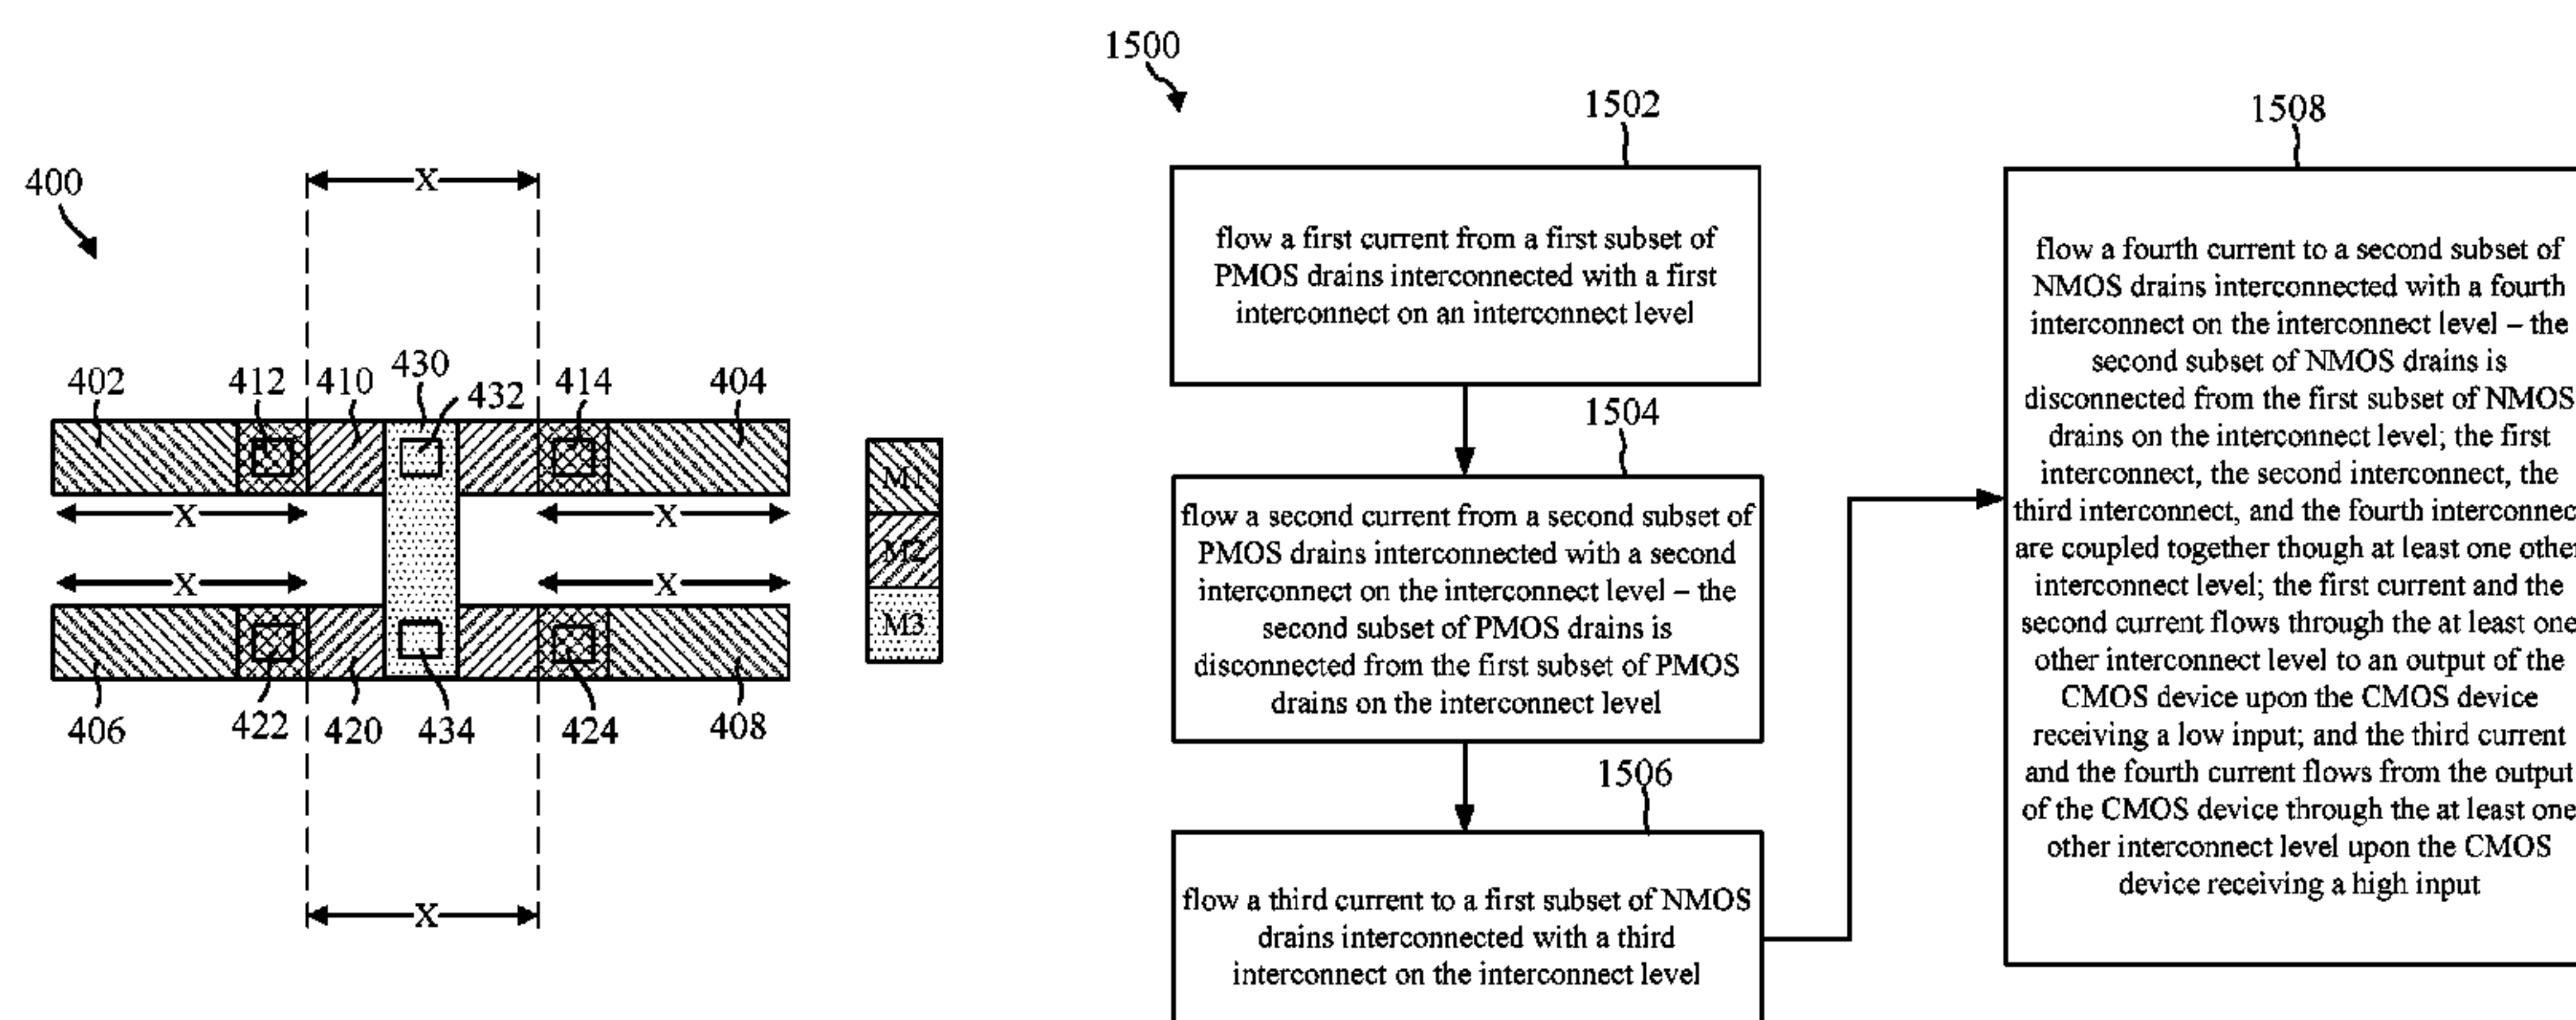 400
X
402
412
410
430
432
414
404
X
X
X
X
406
422
420
434
424
408
X
M1
M2
M3
1500
1502
flow a first current from a first subset of
PMOS drains interconnected with a first
interconnect on an interconnect level
1504
flow a second current from a second subset of
PMOS drains interconnected with a second
interconnect on the interconnect level – the
second subset of PMOS drains is
disconnected from the first subset of PMOS
drains on the interconnect level
1506
flow a third current to a first subset of NMOS
drains interconnected with a third
interconnect on the interconnect level
1508
flow a fourth current to a second subset of
NMOS drains interconnected with a fourth
interconnect on the interconnect level – the
second subset of NMOS drains is
disconnected from the first subset of NMOS
drains on the interconnect level; the first
interconnect, the second interconnect, the
third interconnect, and the fourth interconnec
are coupled together though at least one other
interconnect level; the first current and the
second current flows through the at least one
other interconnect level to an output of the
CMOS device upon the CMOS device
receiving a low input; and the third current
and the fourth current flows from the output
of the CMOS device through the at least one
other interconnect level upon the CMOS
device receiving a high input